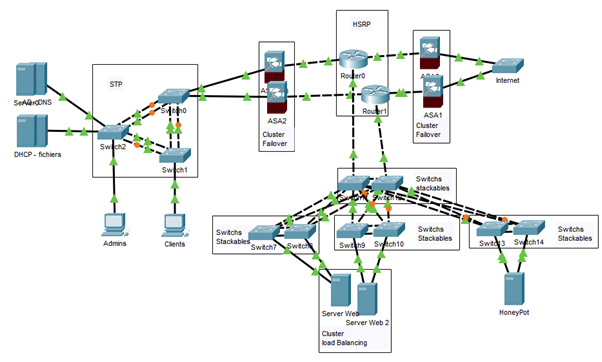 HSRP
STP
Router0
Internet
Switch0
ASA2
Router1
ASA1
Cluster
Failover
Cluster
Failover
DHCP - fichiers
Switch2
Switch1
Switchs
stackables
Admins
Clients
Switchs
Stackables
Switch7
Switch9
Switch10
Switchs
Stackables
Switch14
Switchs
Stackables
Server Web
Server Web 2
HoneyPot
Cluster
load Balancing